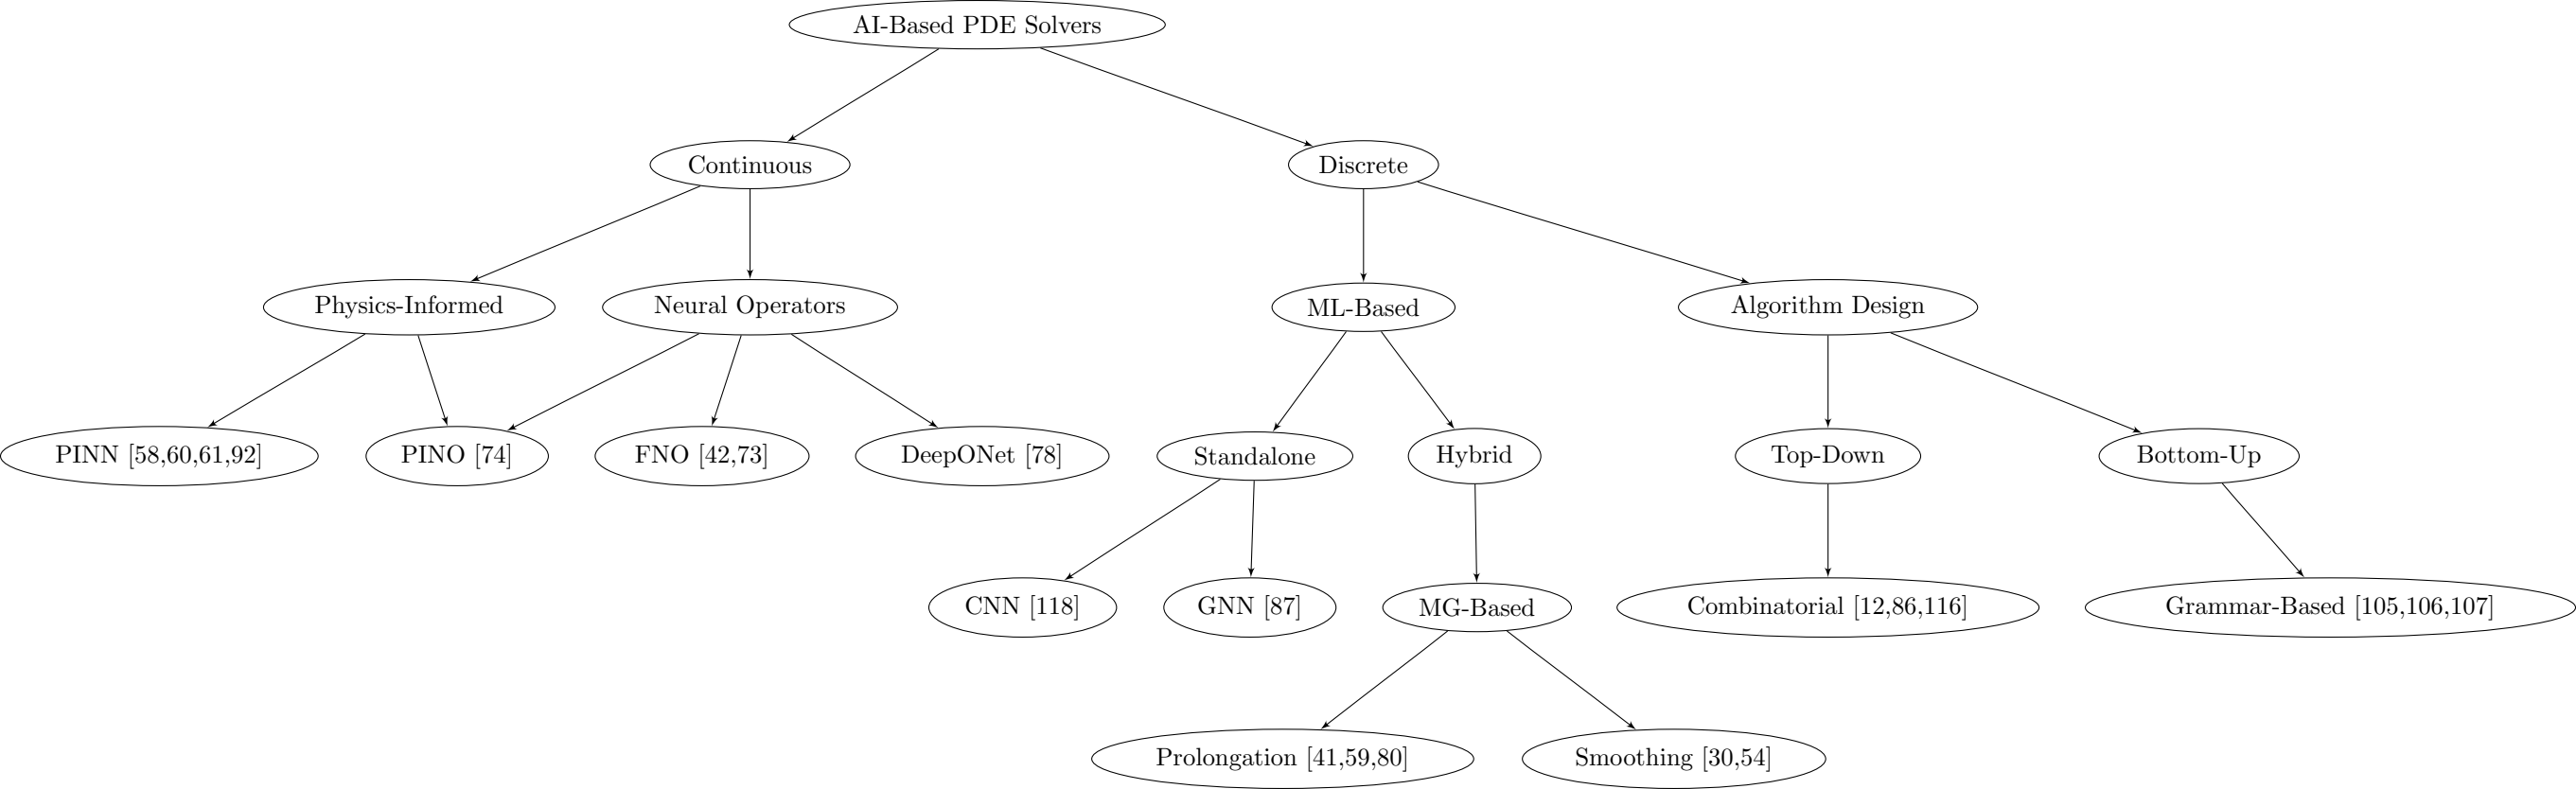 AI-Based PDE Solvers
Continuous
Discrete
Physics-Informed
Neural Operators
ML-Based
Algorithm Design
PINN [58,60,61,92]
PINO [74]
FNO [42,73]
DeepONet [78]
Standalone
Hybrid
Top-Down
Bottom-Up
CNN [118]
GNN [87]
MG-Based
Combinatorial [12,86,116]
Grammar-Based [105,106,107]
Prolongation [41,59,80]
Smoothing [30,54]